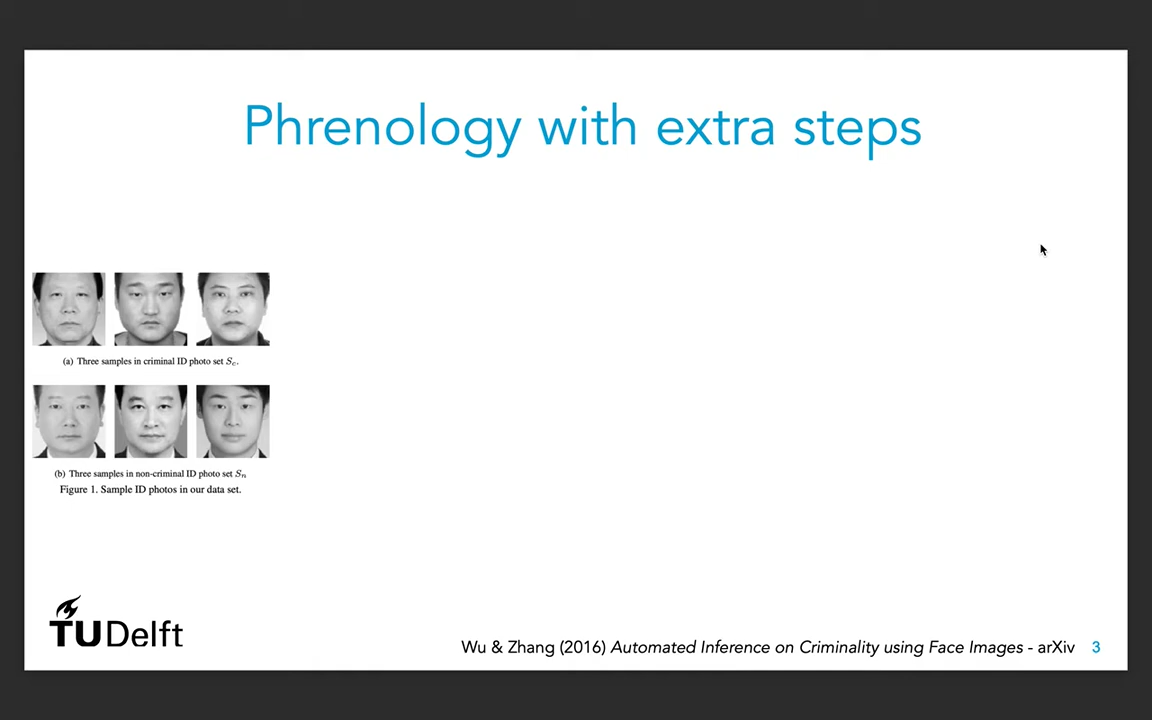 Phrenology with extra steps
(a) Three samples in criminal ID photo set Sc.
(b) Three samples in non-criminal ID photo set Sn
Figure 1. Sample ID photos in our data set.
TUDelft
Wu & Zhang (2016) Automated Inference on Criminality using Face Images - arXiv 3